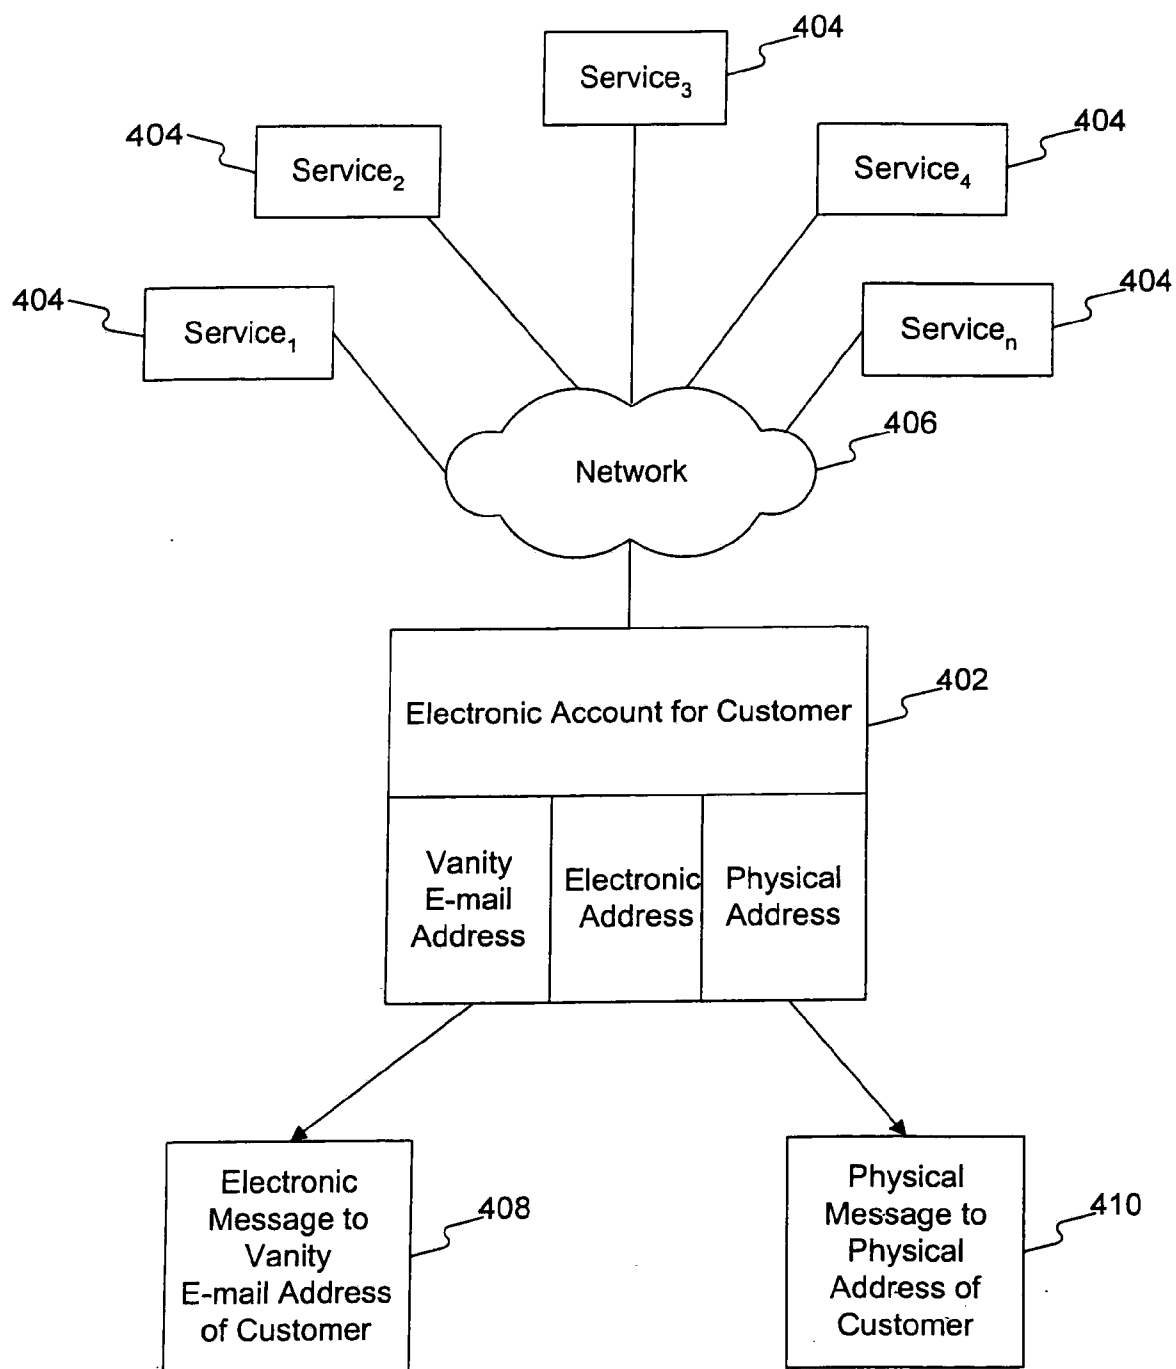 404
Service3
404
Service2
404
Service4
404
Service1
404
Servicen
406
Network
402
Electronic Account for Customer
Vanity
E-mail
Address
Electronic
Address
Physical
Address
Electronic
Message to
Vanity
E-mail Address
of Customer
408
Physical
Message to
Physical
Address of
Customer
410